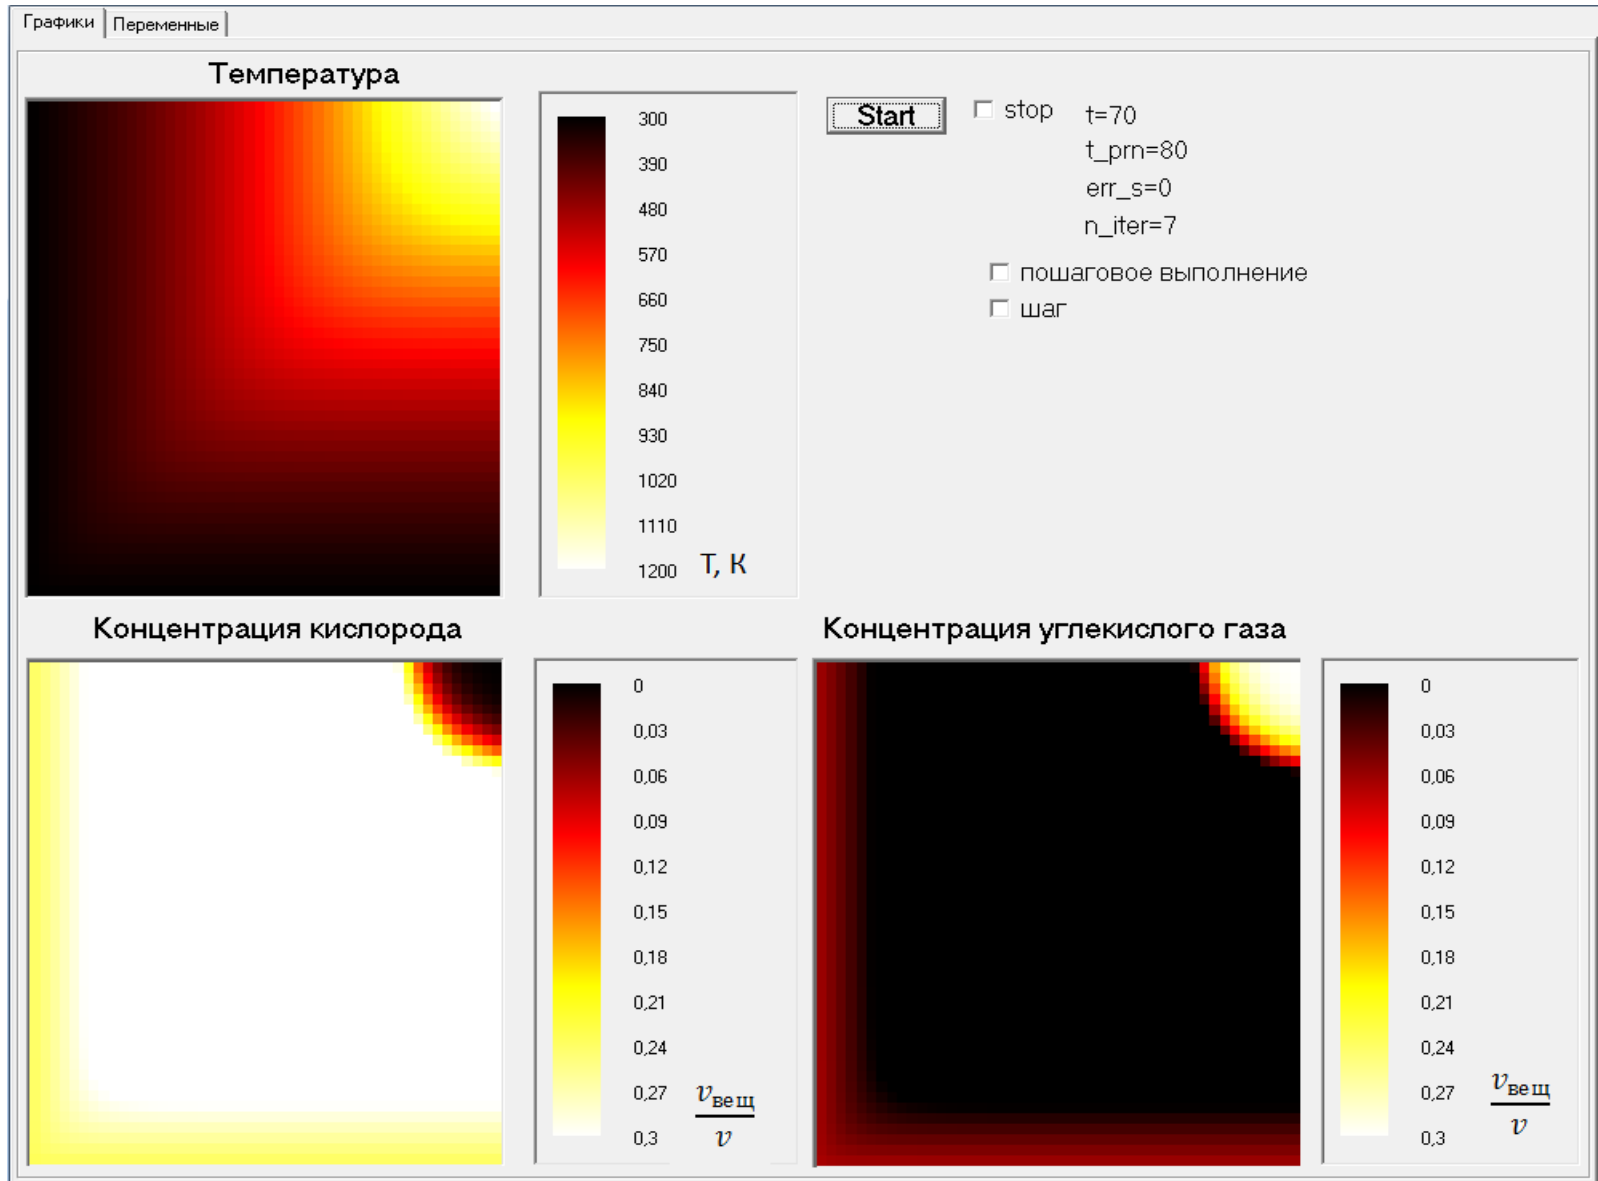 Графики
Переменные
Температура
300
390
480
570
660
750
840
930
1020
1110
1200
T, K
Start
stop
t=70
t_prn=80
err_s=0
n_iter=7
пошаговое выполнение
шаг
Концентрация кислорода
0
0,03
0,06
0,09
0,12
0,15
0,18
0,21
0,24
0,27
0,3
𝑣вещ
𝑣
Концентрация углекислого газа
0
0,03
0,06
0,09
0,12
0,15
0,18
0,21
0,24
0,27
0,3
𝑣вещ
𝑣